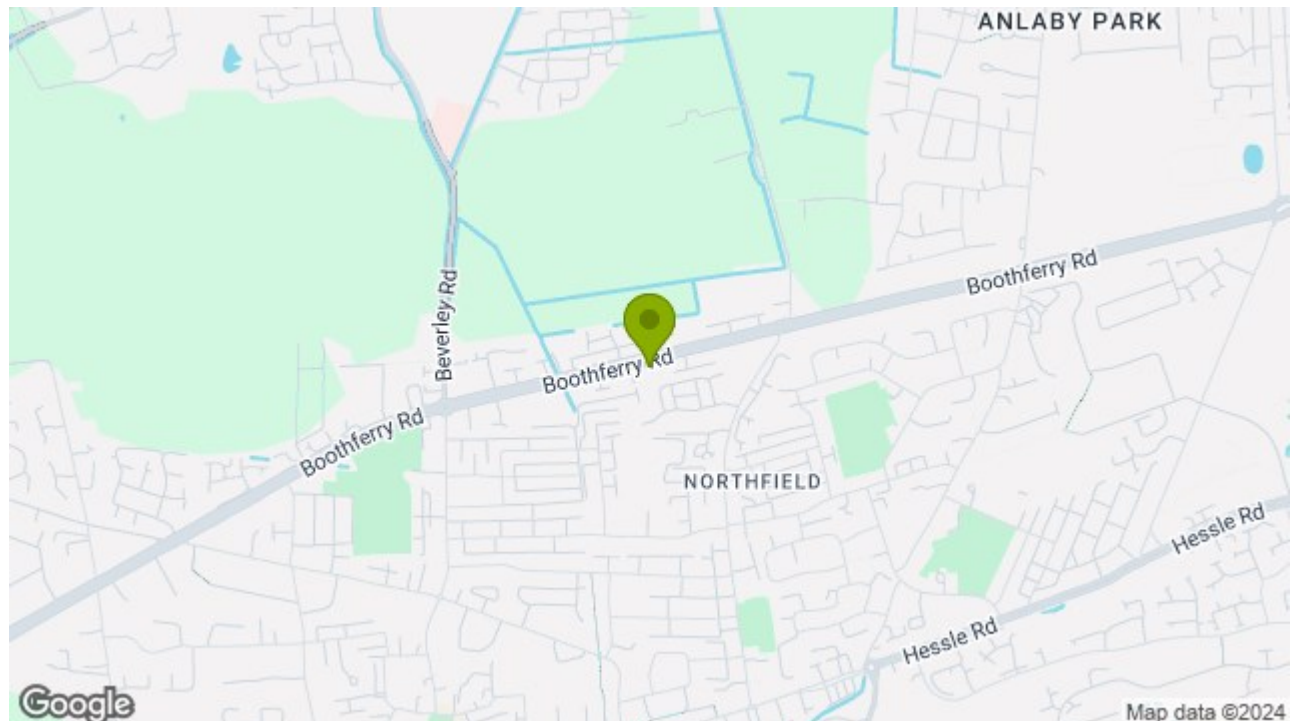 ANLABY PARK
Boothferry Rd
Beverley Rd
Boothferry Rd
Boothferry Rd
NORTHFIELD
Hessle Rd
Hessle Rd
Google
Map data ©2024